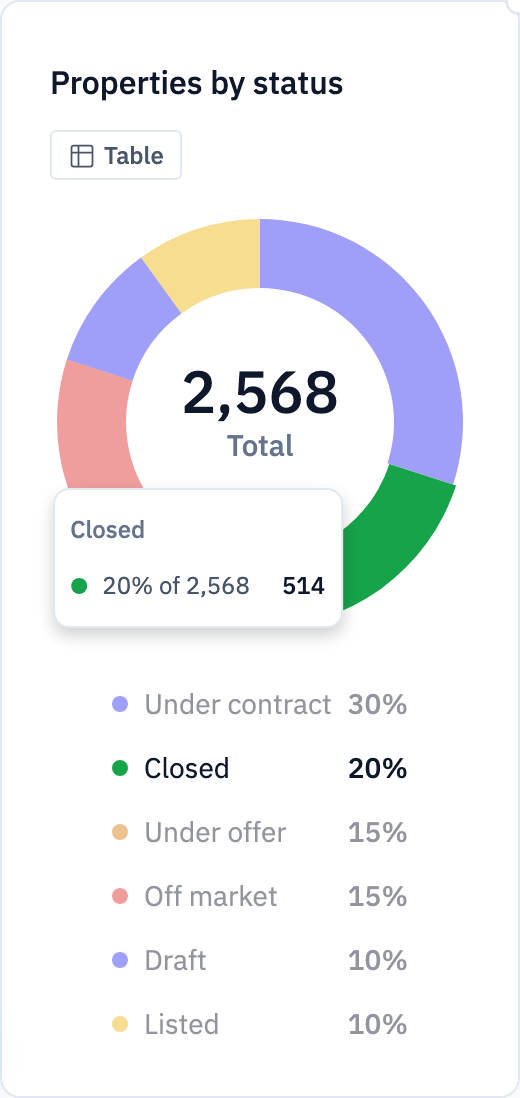 Properties by status
Table
2,568
Total
Closed
20% of 2,568 514
Under contract 30%
Closed 20%
Under offer 15%
Off market 15%
Draft 10%
Listed 10%